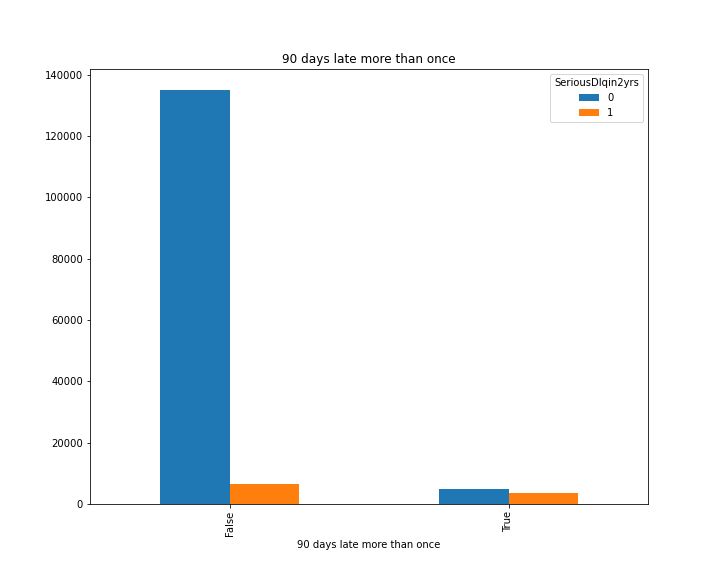 90 days late more than once
SeriousDlqin2yrs
0
1
140000
120000
100000
80000
60000
40000
20000
0
False
True
90 days late more than once